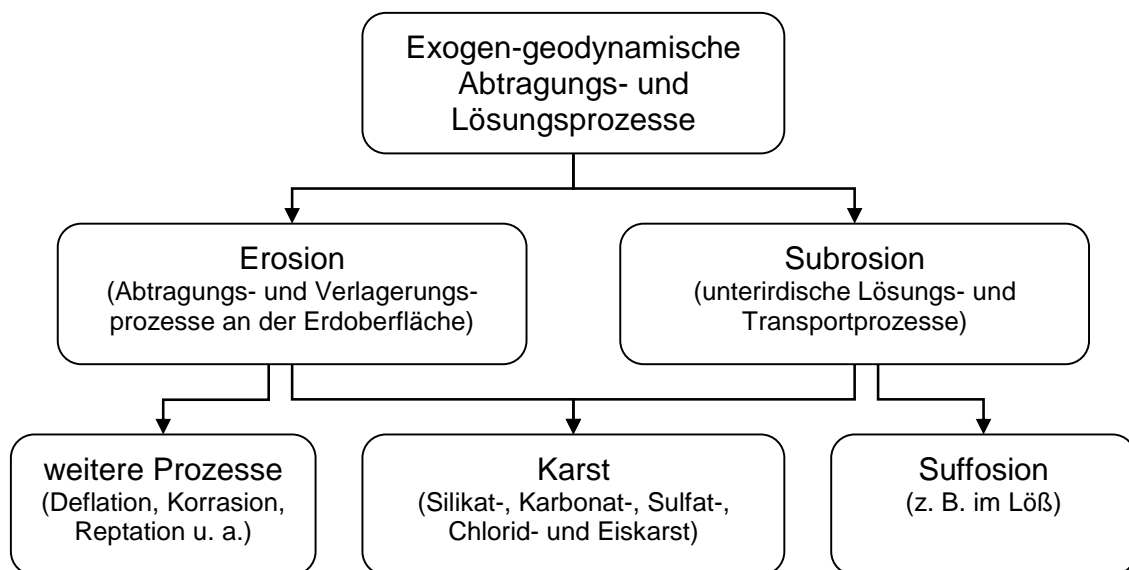 Exogen-geodynamische
Abtragungs- und
Lösungsprozesse
Erosion
(Abtragungs- und Verlagerungs-
prozesse an der Erdoberfläche)
Subrosion
(unterirdische Lösungs- und
Transportprozesse)
weitere Prozesse
(Deflation, Korrasion,
Reptation u. a.)
Karst
(Silikat-, Karbonat-, Sulfat-,
Chlorid- und Eiskarst)
Suffosion
(z. B. im Löß)